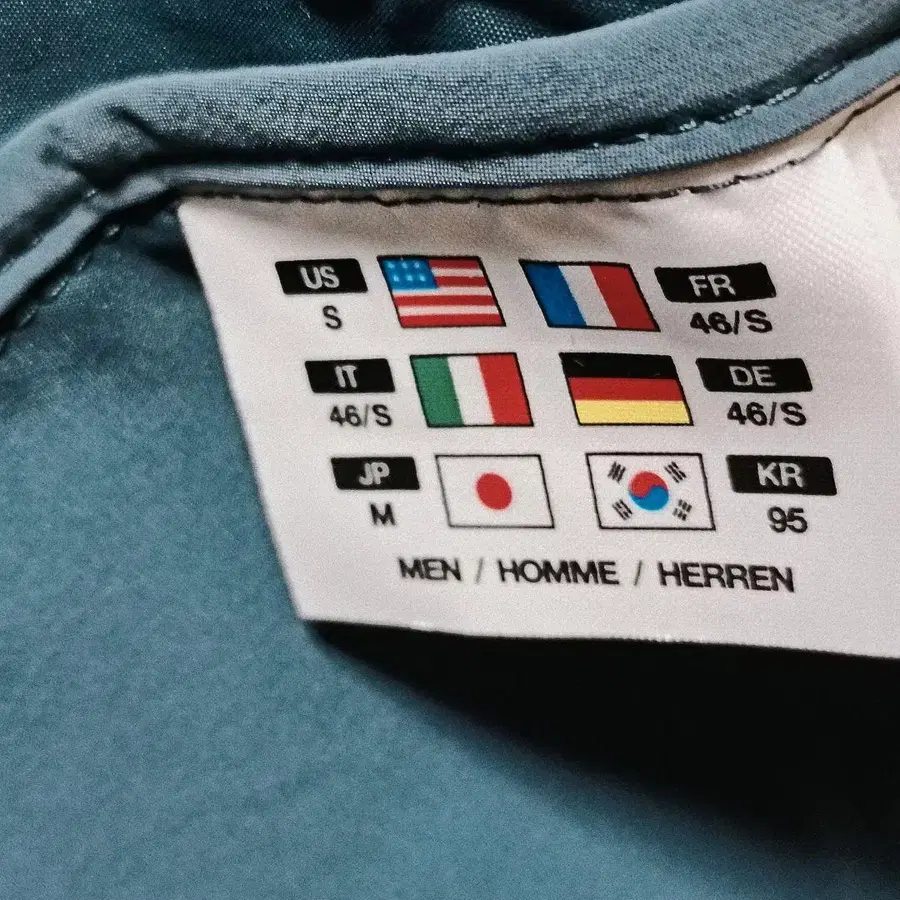 US FR
S 46/S
IT DE
46/S 46/S
JP KR
M 95
MEN / HOMME / HERREN